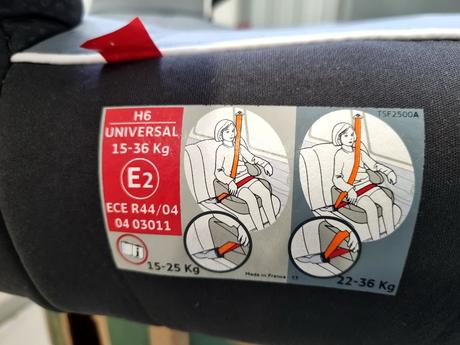 H6
UNIVERSAL
15-36 Kg
E2
ECE R44/04
04 03011
15-25 Kg
Made in France
TSF2500A
22-36 Kg